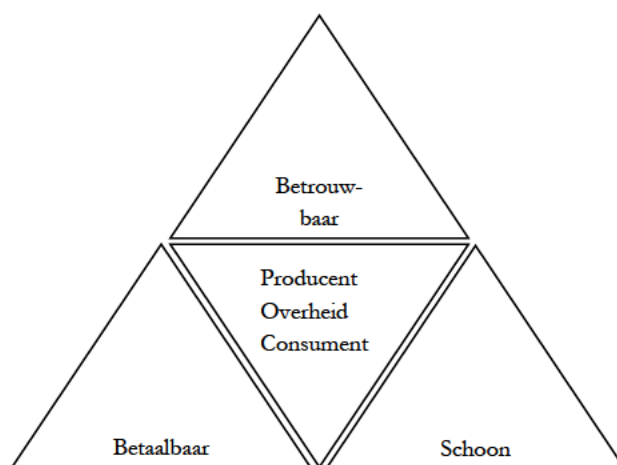 Betrouw-
baar
Producent
Overheid
Consument
Betaalbaar
Schoon